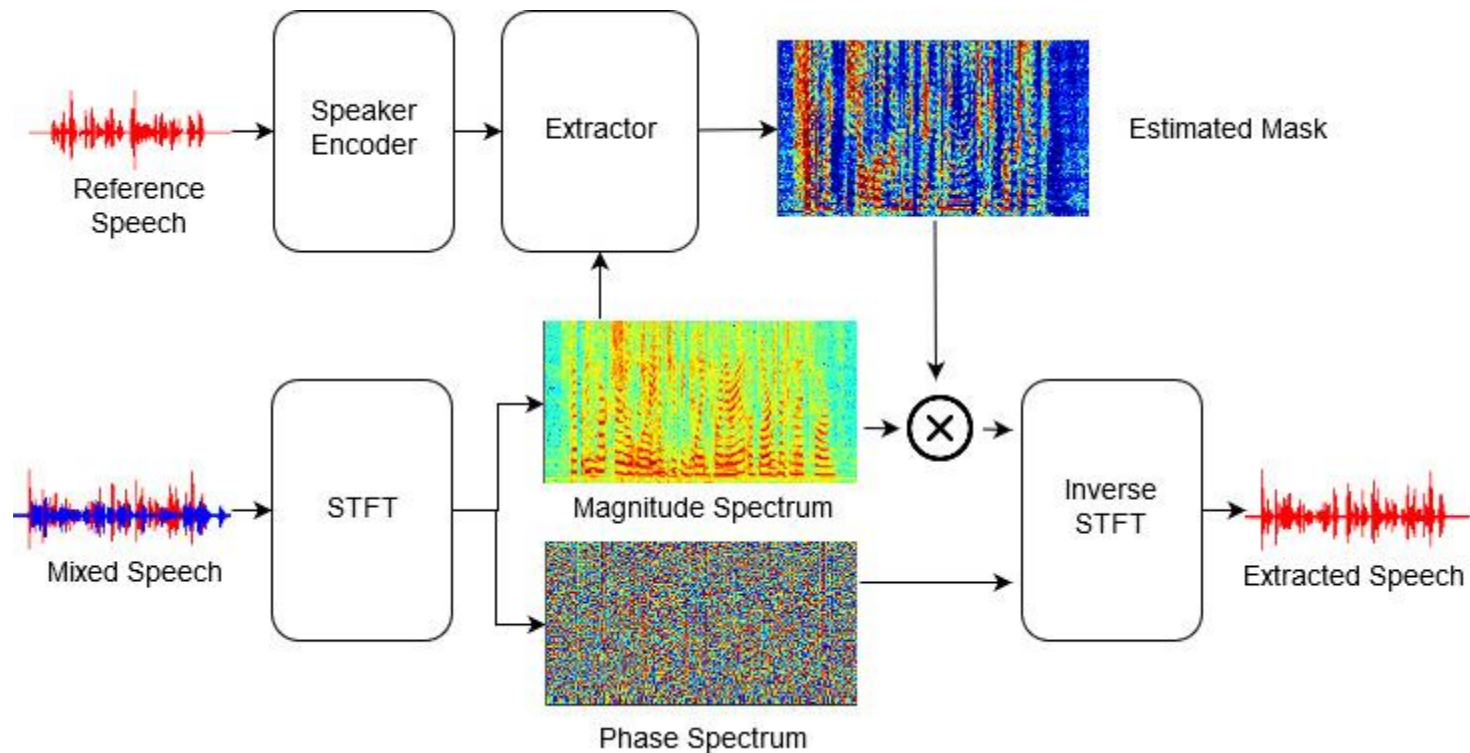 Speaker
Encoder
Extractor
Estimated Mask
Reference
Speech
STFT
Magnitude Spectrum
Inverse
STFT
Mixed Speech
Extracted Speech
Phase Spectrum